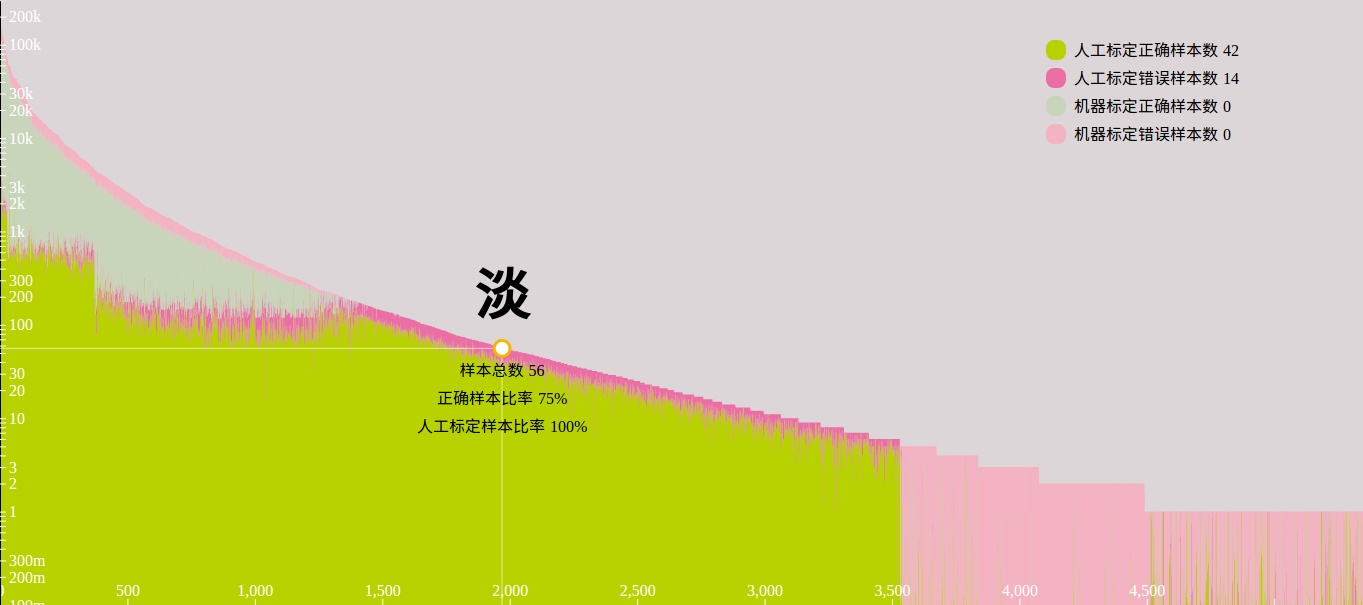 200k
100k
30k
20k
10k
3k
2k
1k
300
200
100
30
20
10
3
2
1
300m
200m
人工标定正确样本数 42
人工标定错误样本数 14
机器标定正确样本数 0
机器标定错误样本数 0
淡
样本总数 56
正确样本比率 75%
人工标定样本比率 100%
500
1,000
1,500
2,000
2,500
3,000
3,500
4,000
4,500